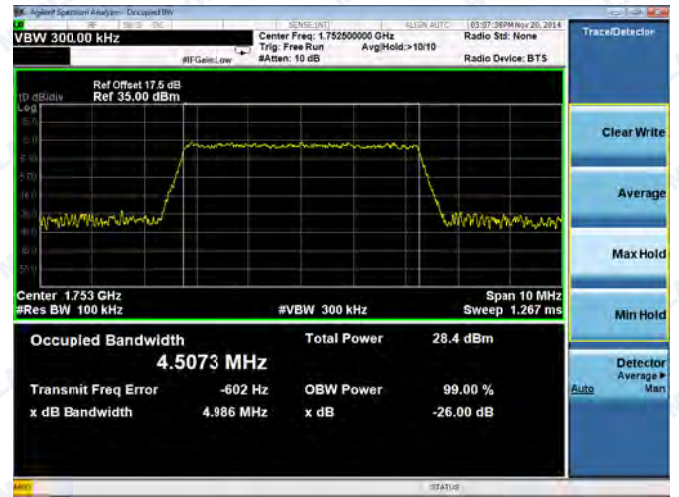 Agilent Spectrum Analyzer - Occupied BW
SENSE:INT ALIGN AUTO 03:07:38PM Nov 20, 2014
VBW 300.00 kHz Center Freq: 1.752500000 GHz Radio Std: None
Trig: Free Run Avg|Hold:>10/10
#IFGain:Low #Atten: 10 dB Radio Device: BTS
Trace/Detector
Ref Offset 17.5 dB
10 dB/div Ref 35.00 dBm
Log
Clear Write
Average
Max Hold
Min Hold
Center 1.753 GHz Span 10 MHz
#Res BW 100 kHz #VBW 300 kHz Sweep 1.267 ms
Occupied Bandwidth Total Power 28.4 dBm
4.5073 MHz
Transmit Freq Error -602 Hz OBW Power 99.00 %
x dB Bandwidth 4.986 MHz x dB -26.00 dB
Detector
Average
Auto Man
STATUS